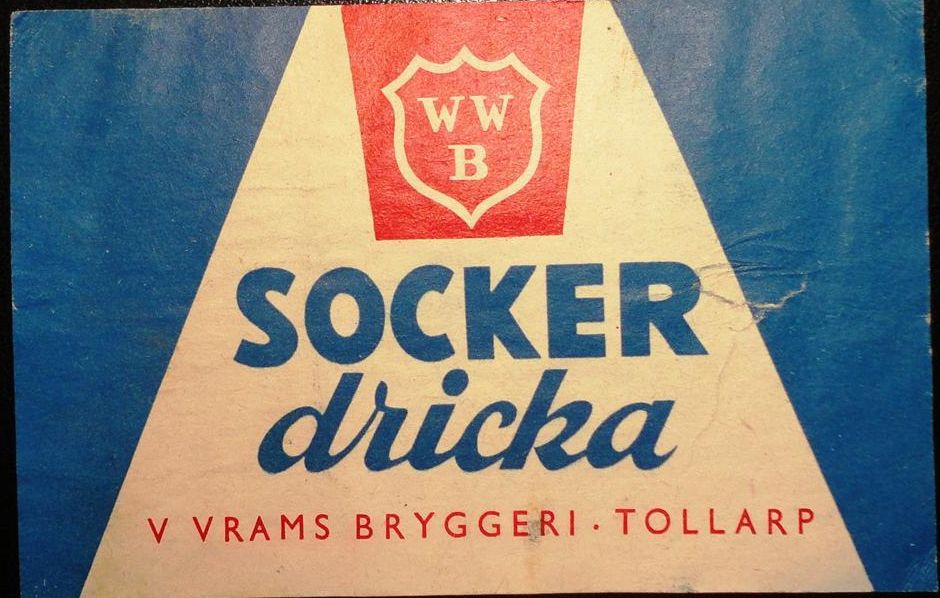 WW
B
SOCKER
dricka
V VRAMS BRYGGERI · TOLLARP